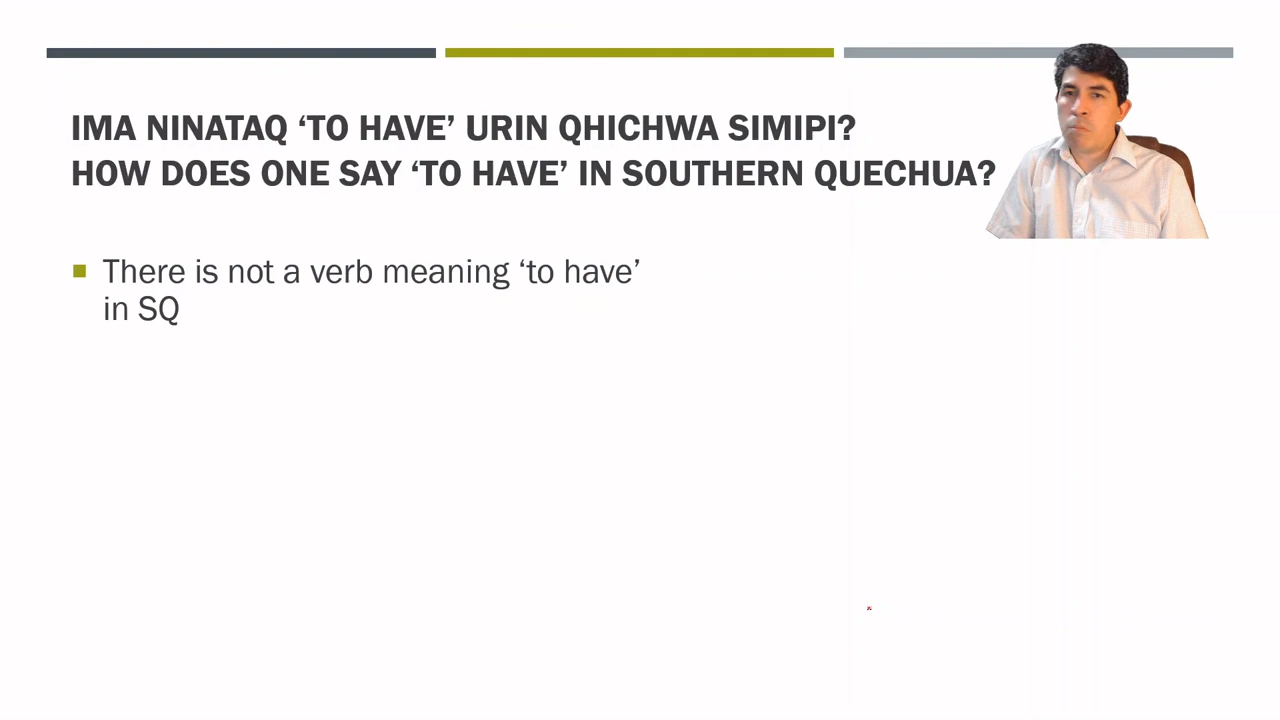 IMA NINATAQ ‘TO HAVE’ URIN QHICHWA SIMIPI?
HOW DOES ONE SAY ‘TO HAVE’ IN SOUTHERN QUECHUA?
There is not a verb meaning ‘to have’
in SQ